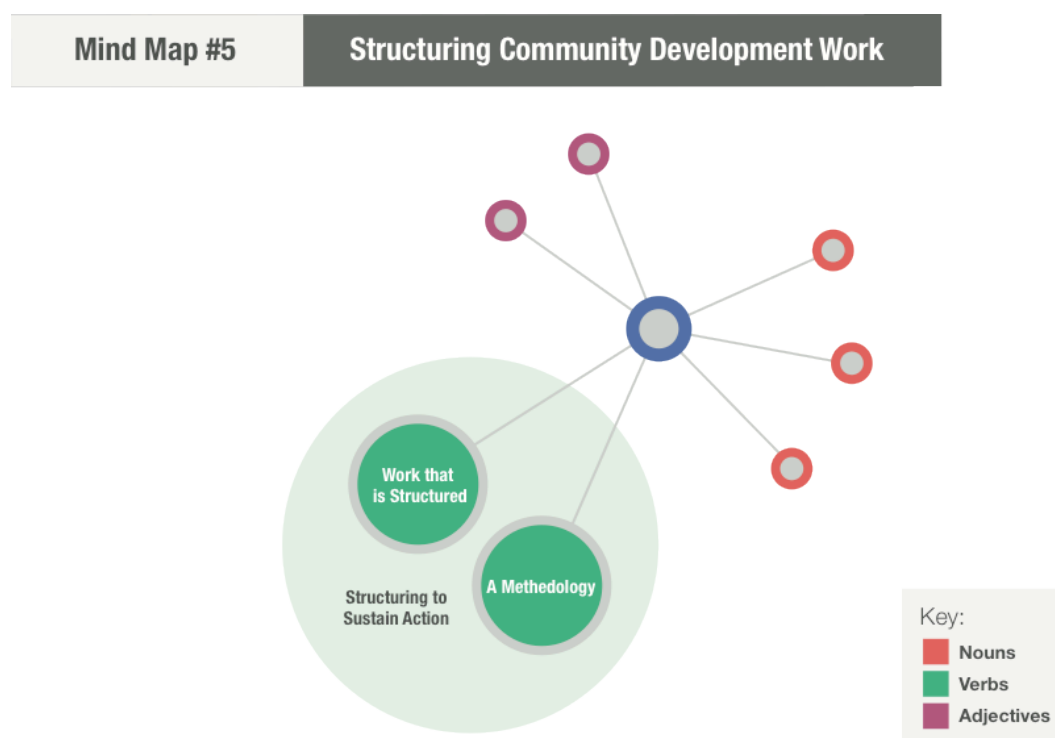 Mind Map #5
Structuring Community Development Work
Work that
is Structured
A Methedology
Structuring to
Sustain Action
Key:
Nouns
Verbs
Adjectives